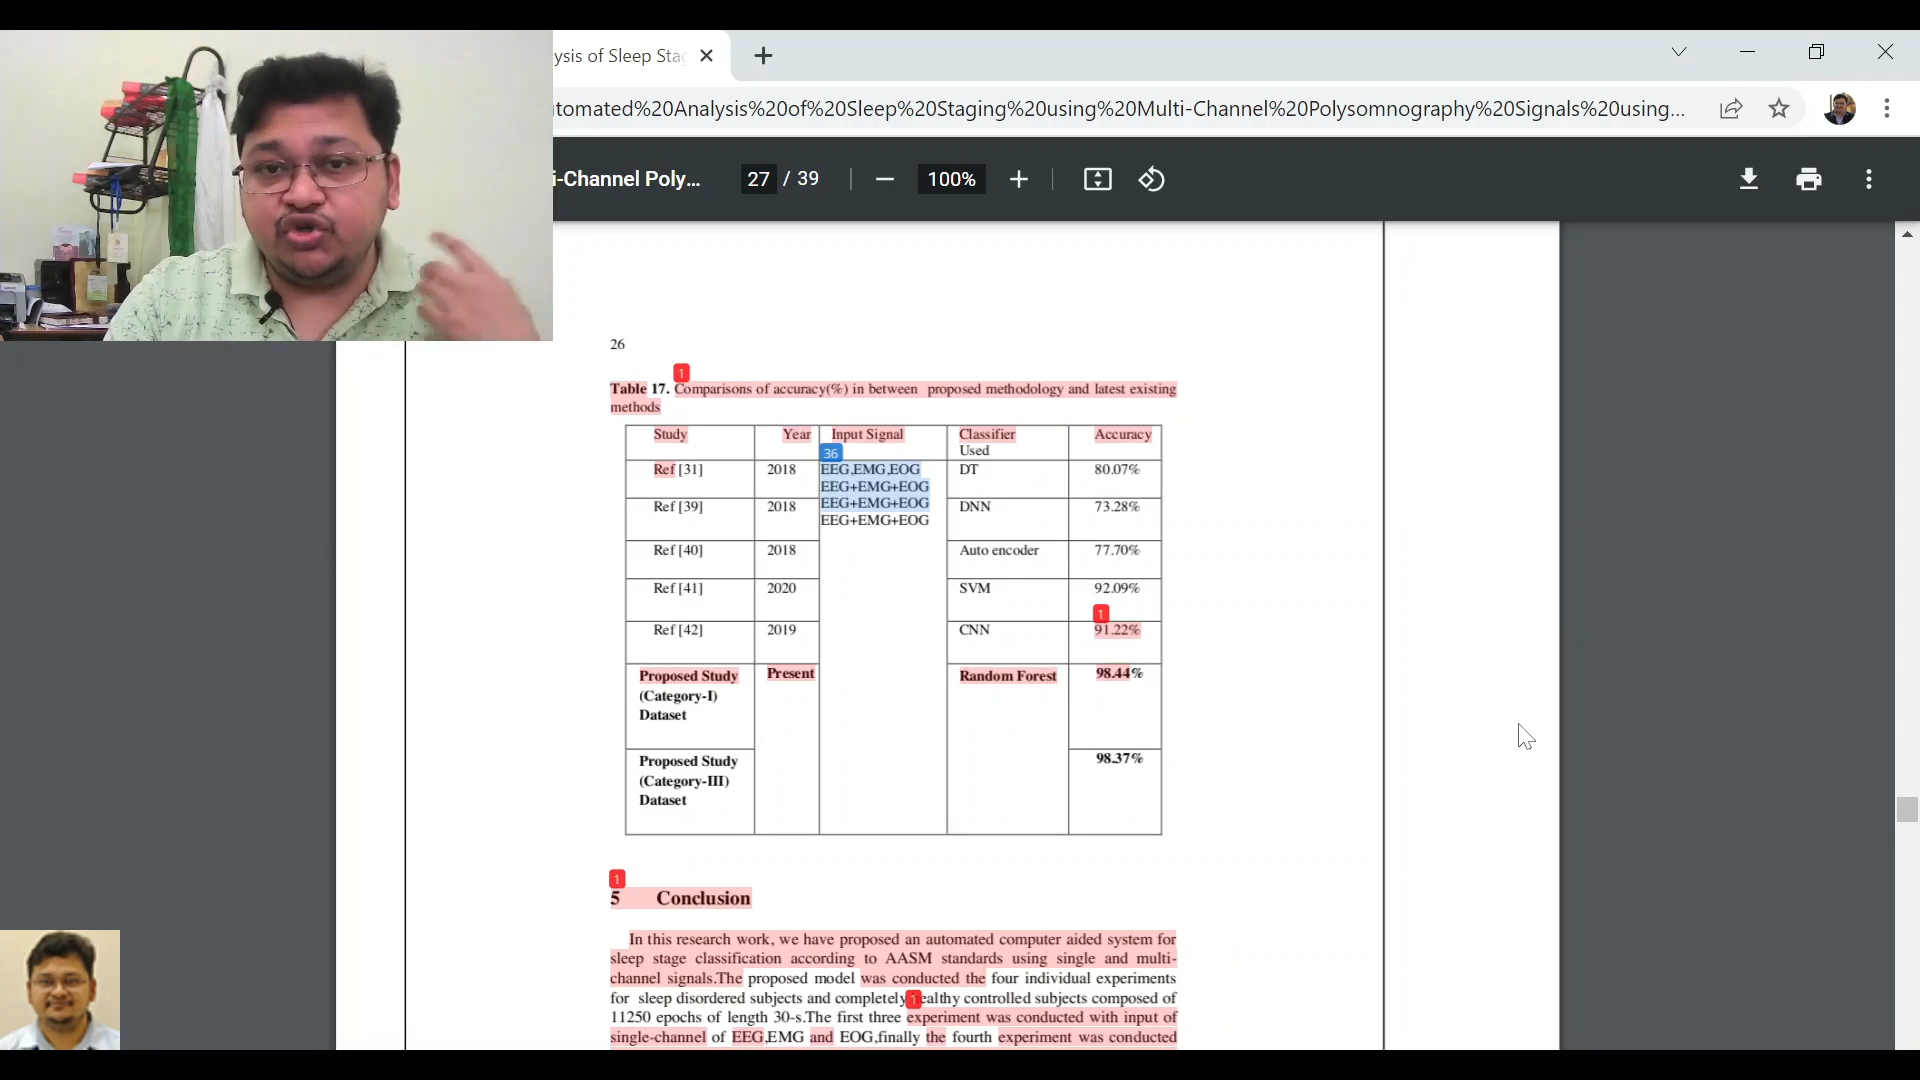 ysis of Sleep Stag
utomated%20Analysis%20of%20Sleep%20Staging%20using%20Multi-Channel%20Polysomnography%20Signals%20using...
i-Channel Poly... 27 / 39 100%
26
1
Table 17. Comparisons of accuracy(%) in between proposed methodology and latest existing
methods
Study Year Input Signal Classifier Used Accuracy
36
Ref [31] 2018 EEG,EMG,EOG DT 80.07%
EEG+EMG+EOG
EEG+EMG+EOG
EEG+EMG+EOG
Ref [39] 2018 DNN 73.28%
Ref [40] 2018 Auto encoder 77.70%
Ref [41] 2020 SVM 92.09%
1
Ref [42] 2019 CNN 91.22%
Proposed Study Present Random Forest 98.44%
(Category-I)
Dataset
Proposed Study 98.37%
(Category-III)
Dataset
1
5 Conclusion
In this research work, we have proposed an automated computer aided system for
sleep stage classification according to AASM standards using single and multi-
channel signals.The proposed model was conducted the four individual experiments
for sleep disordered subjects and completely 1 ealthy controlled subjects composed of
11250 epochs of length 30-s.The first three experiment was conducted with input of
single-channel of EEG,EMG and EOG,finally the fourth experiment was conducted